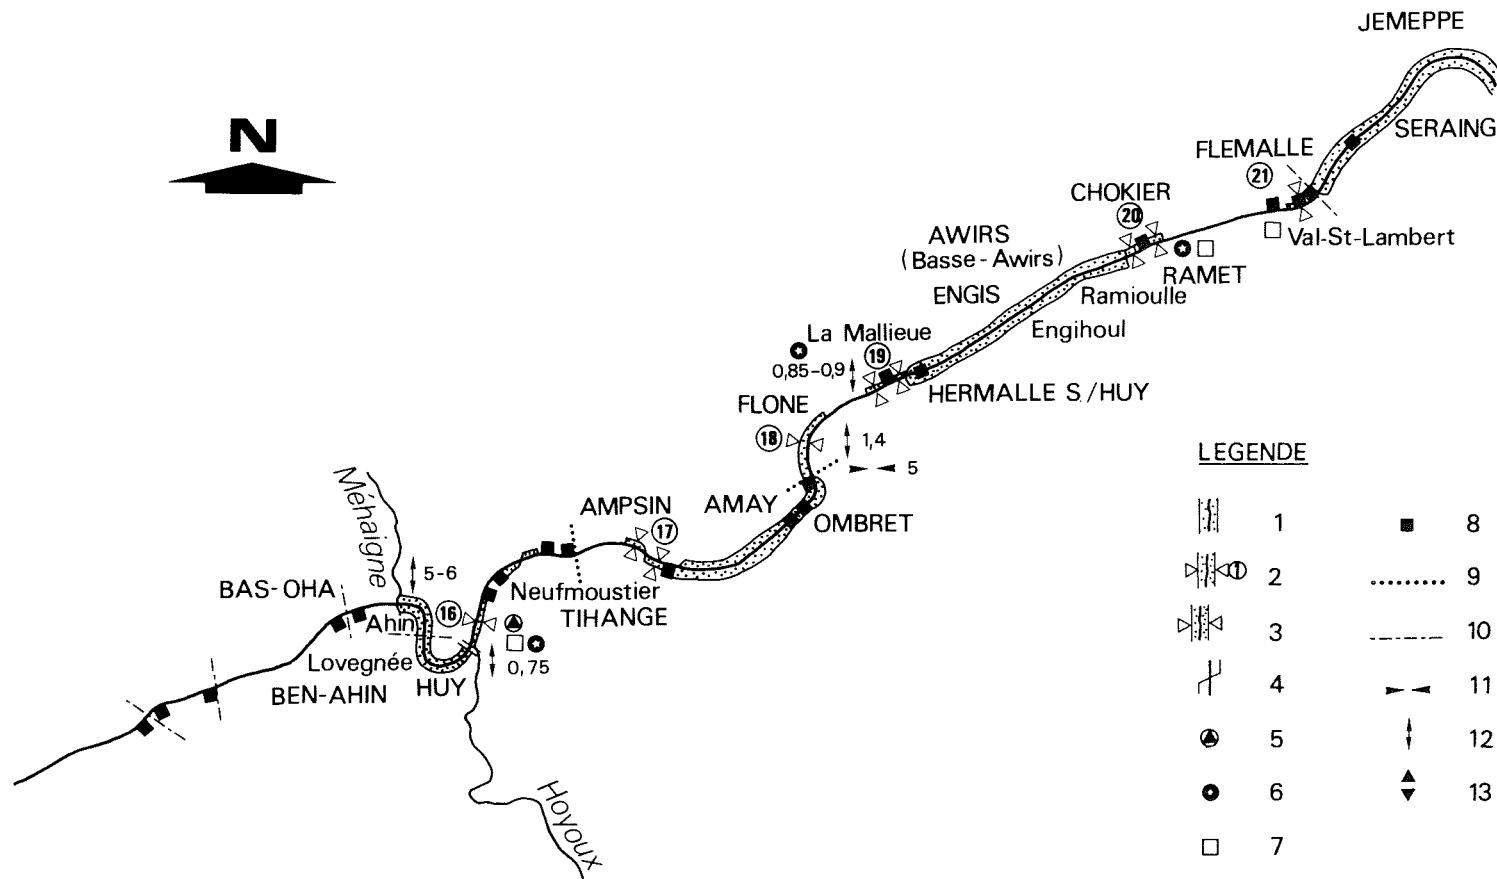 JEMEPPE
N
SERAING
FLEMALLE
21
CHOKIER
20
Val-St-Lambert
AWIRS
(Basse-Awirs)
RAMET
ENGIS
Ramioulle
Engihoul
La Mallieue
19
0,85-0,9
HERMALLE S/HUY
FLONE
18
1,4
5
LEGENDE
Méhaigne
AMPSIN
17
AMAY
OMBRET
1
8
5-6
BAS-OHA
16
Neufmoustier
TIHANGE
Ahin
2
1
9
Lovegnée
0,75
BEN-AHIN
HUY
3
10
4
11
5
12
Hoyoux
6
13
7